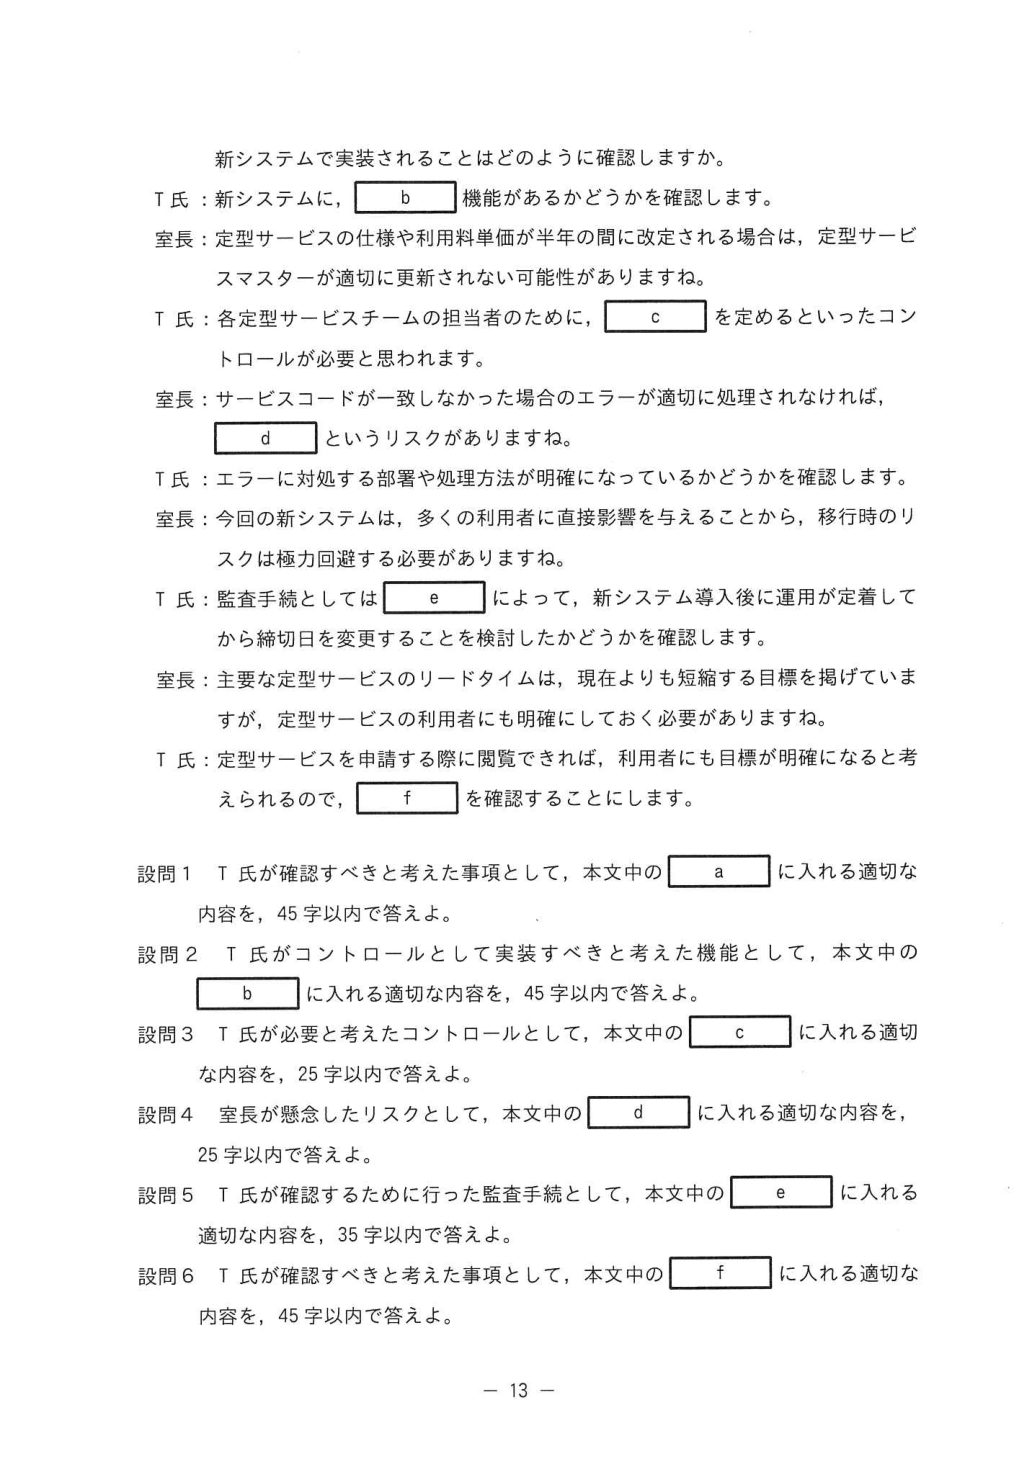 新システムで実装されることはどのように確認しますか。
T氏：新システムに，b機能があるかどうかを確認します。
室長：定型サービスの仕様や利用料単価が半年の間に改定される場合は，定型サービ
スマスターが適切に更新されない可能性がありますね。
T氏：各定型サービスチームの担当者のために，cを定めるといったコン
トロールが必要と思われます。
室長：サービスコードが一致しなかった場合のエラーが適切に処理されなければ，
dというリスクがありますね。
T氏：エラーに対処する部署や処理方法が明確になっているかどうかを確認します。
室長：今回の新システムは，多くの利用者に直接影響を与えることから，移行時のリ
スクは極力回避する必要がありますね。
T氏：監査手続としてはeによって，新システム導入後に運用が定着して
から締切日を変更することを検討したかどうかを確認します。
室長：主要な定型サービスのリードタイムは，現在よりも短縮する目標を掲げていま
すが，定型サービスの利用者にも明確にしておく必要がありますね。
T氏：定型サービスを申請する際に閲覧できれば，利用者にも目標が明確になると考
えられるので，fを確認することにします。
設問1 T氏が確認すべきと考えた事項として，本文中のaに入れる適切な
内容を，45字以内で答えよ。
設問2 T氏がコントロールとして実装すべきと考えた機能として，本文中の
bに入れる適切な内容を，45字以内で答えよ。
設問3 T氏が必要と考えたコントロールとして，本文中のcに入れる適切
な内容を，25字以内で答えよ。
設問4 室長が懸念したリスクとして，本文中のdに入れる適切な内容を，
25字以内で答えよ。
設問5 T氏が確認するために行った監査手続として，本文中のeに入れる
適切な内容を，35字以内で答えよ。
設問6 T氏が確認すべきと考えた事項として，本文中のfに入れる適切な
内容を，45字以内で答えよ。
－ 13 －